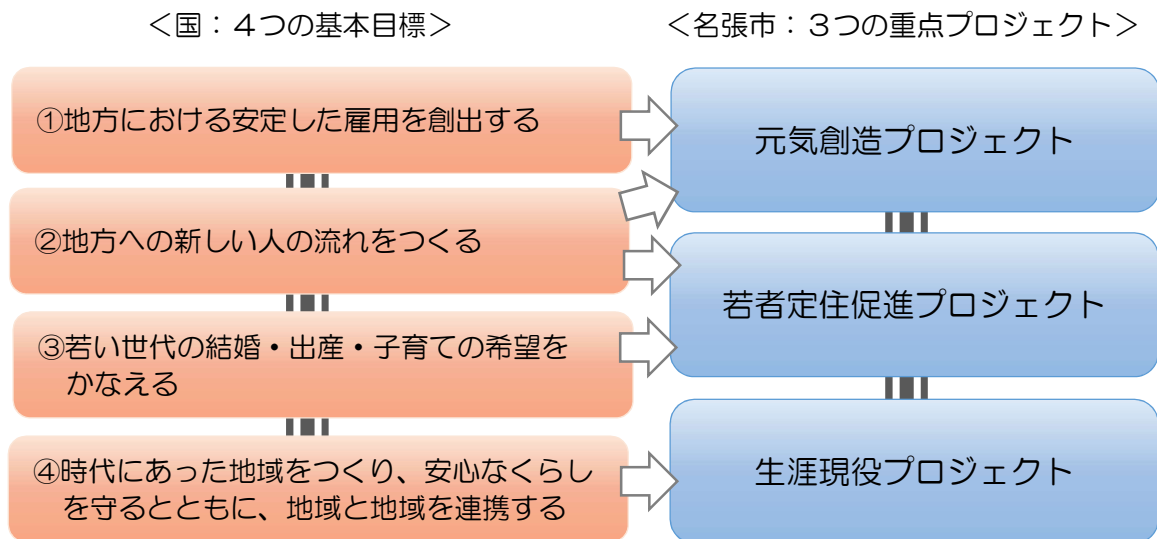 ＜国：４つの基本目標＞
①地方における安定した雇用を創出する
②地方への新しい人の流れをつくる
③若い世代の結婚・出産・子育ての希望を
かなえる
④時代にあった地域をつくり、安心なくらし
を守るとともに、地域と地域を連携する
＜名張市：３つの重点プロジェクト＞
元気創造プロジェクト
若者定住促進プロジェクト
生涯現役プロジェクト